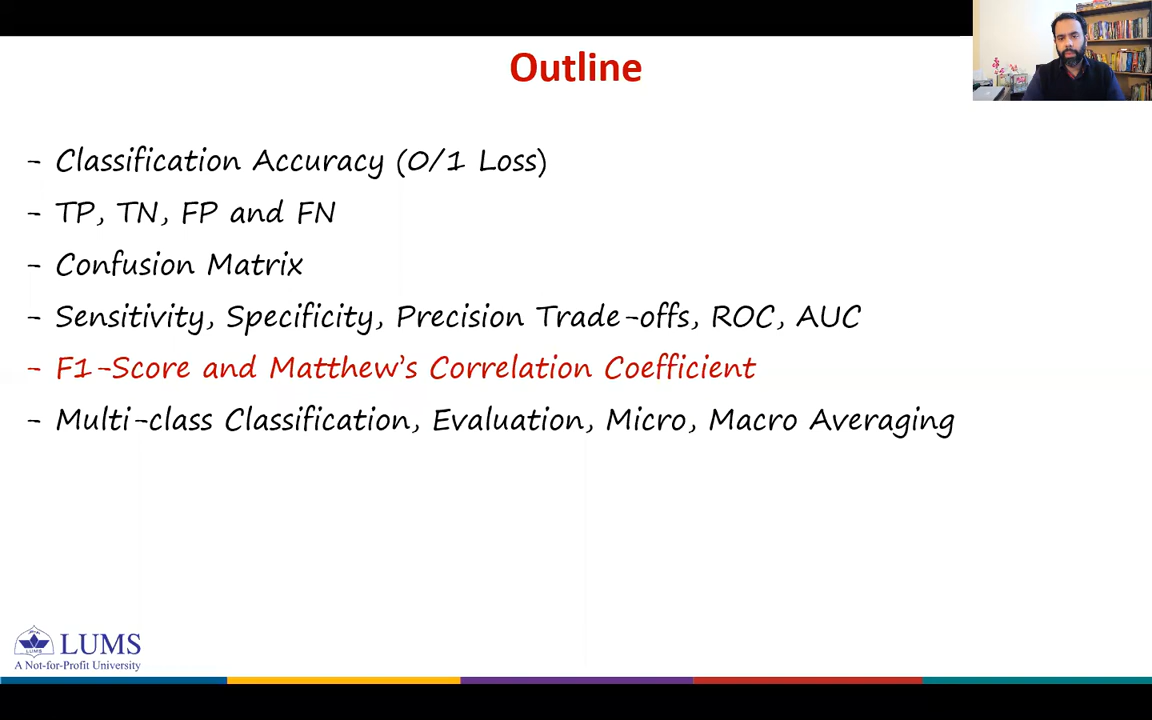 Outline
- Classification Accuracy (0/1 Loss)
- TP, TN, FP and FN
- Confusion Matrix
- Sensitivity, Specificity, Precision Trade-offs, ROC, AUC
- F1-Score and Matthew's Correlation Coefficient
- Multi-class Classification, Evaluation, Micro, Macro Averaging
LUMS
LUMS
A Not-for-Profit University